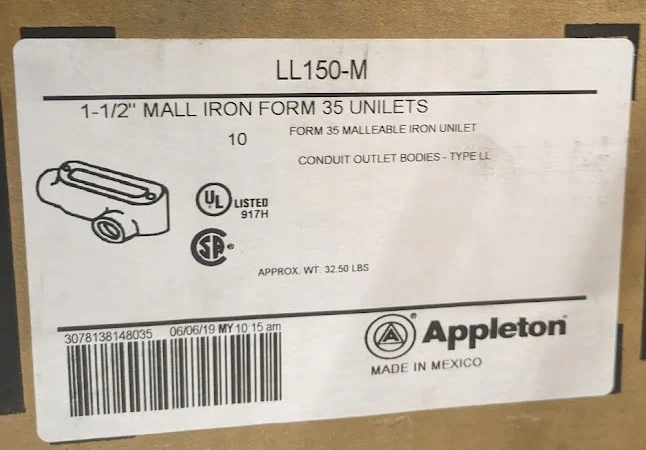 LL150-M
1-1/2" MALL IRON FORM 35 UNILETS
10
FORM 35 MALLEABLE IRON UNILET
CONDUIT OUTLET BODIES - TYPE LL
UL LISTED
917H
SA ®
APPROX. WT. 32.50 LBS
3078138148035 06/06/19 MY 10:15 am
A ® Appleton™
MADE IN MEXICO